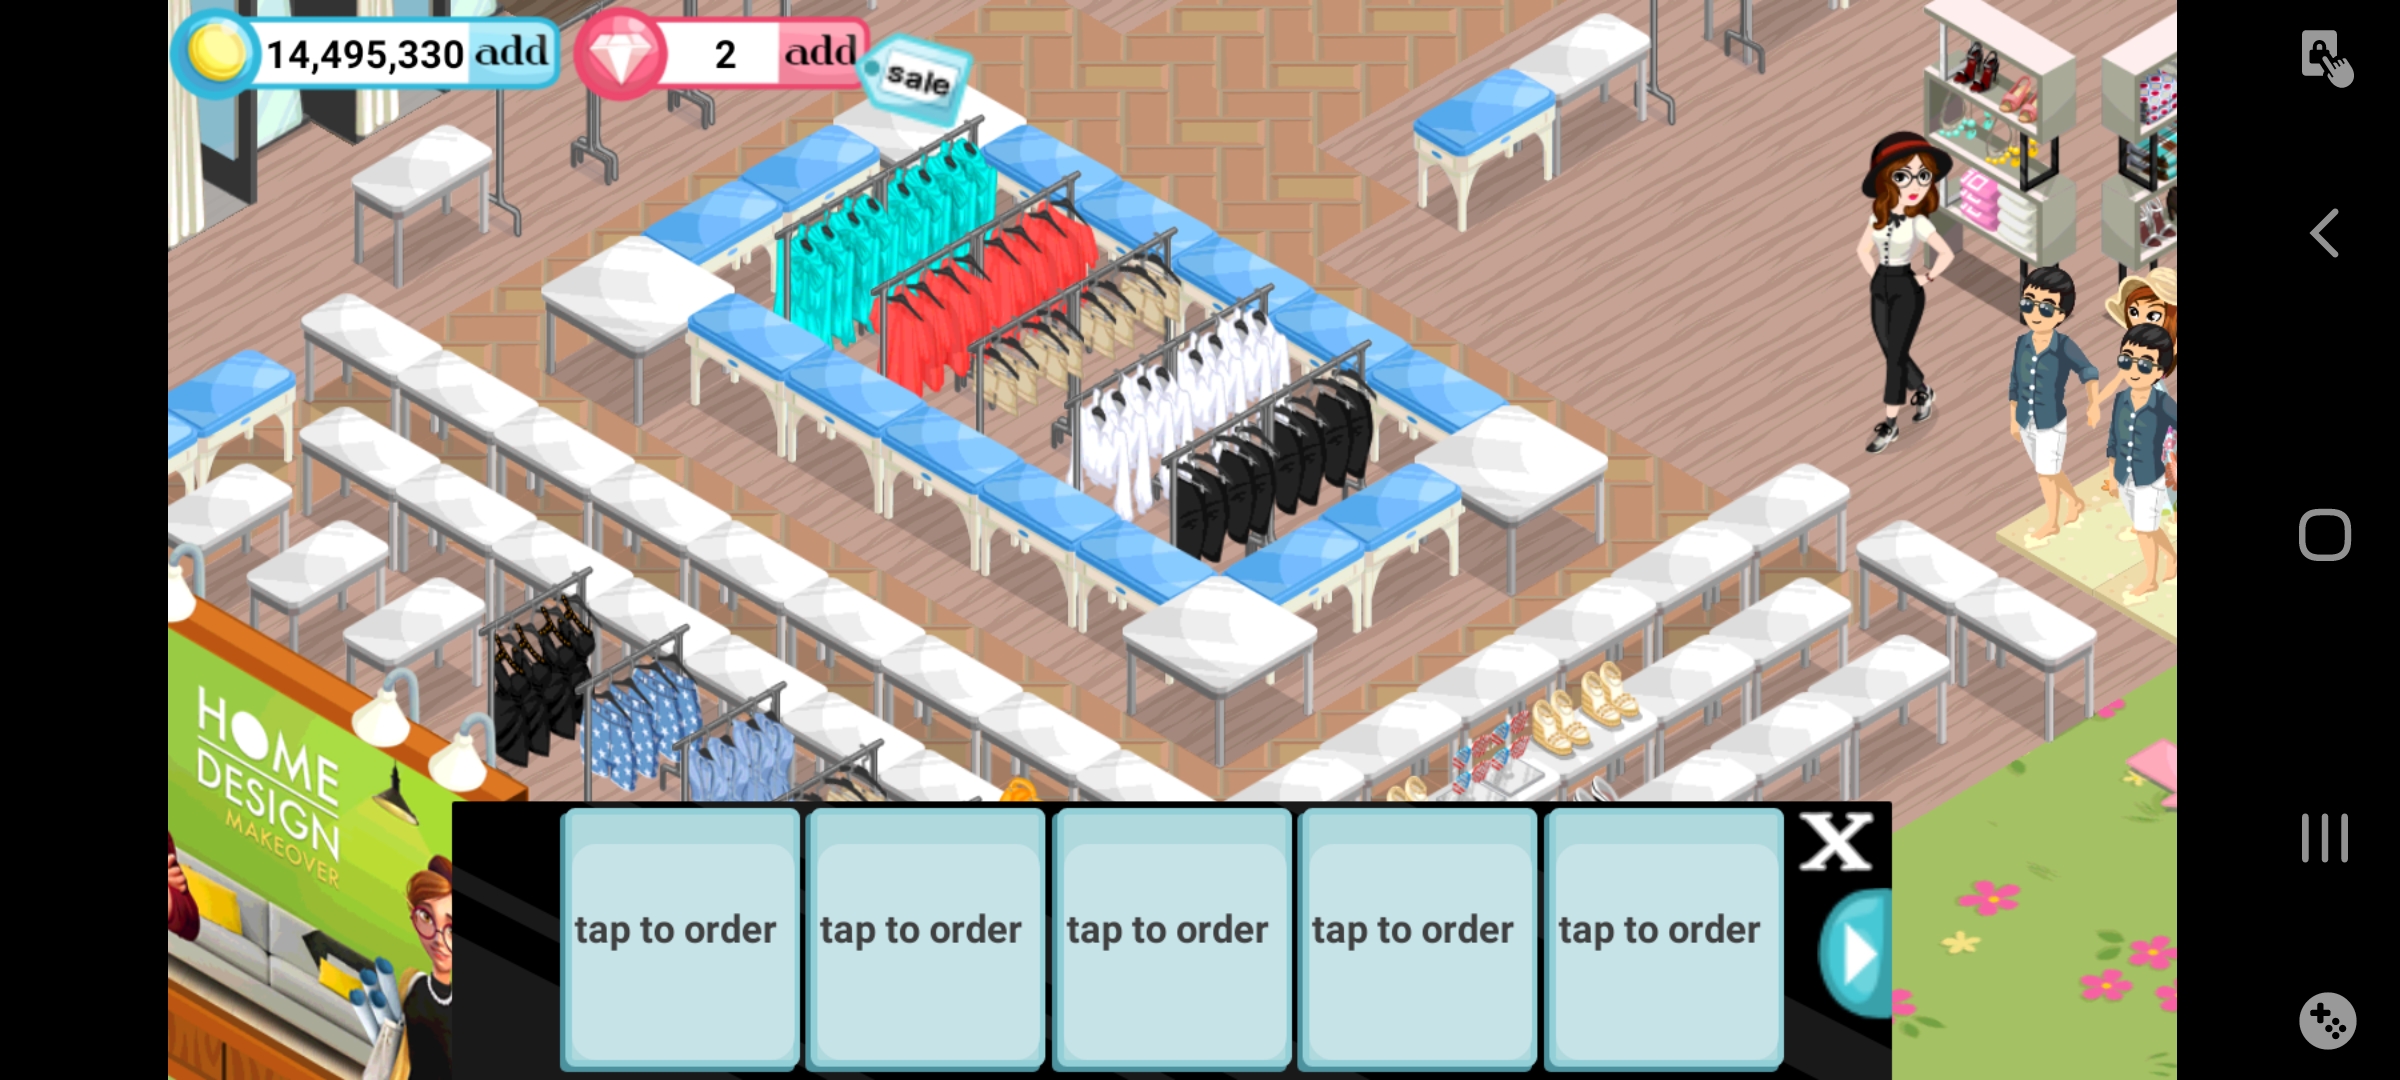 14,495,330 add
2 add
sale
HOME
DESIGN
MAKEOVER
X
tap to order
tap to order
tap to order
tap to order
tap to order